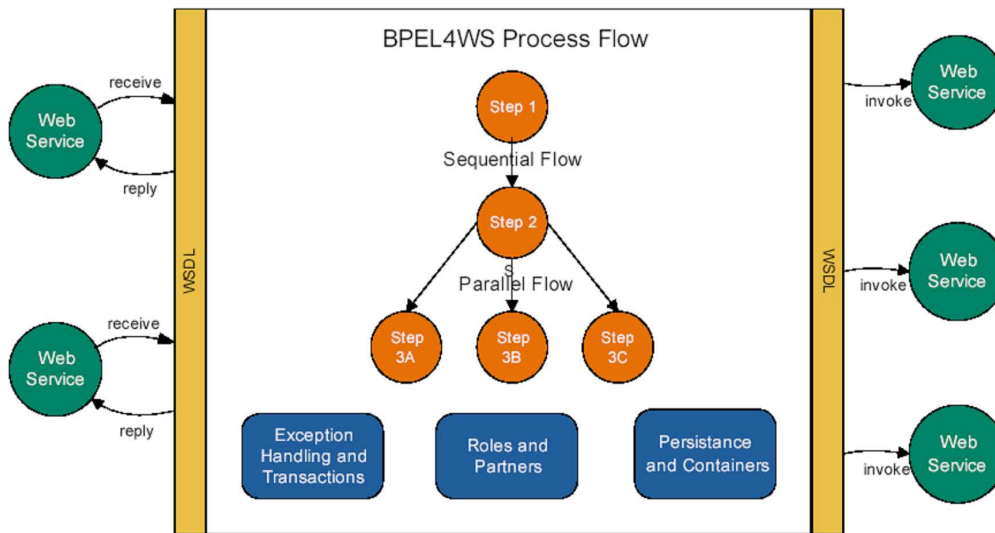 BPEL4WS Process Flow
receive
Web
Service
reply
receive
Web
Service
reply
WSDL
Step 1
Sequential Flow
Step 2
s
Parallel Flow
Step
3A
Step
3B
Step
3C
Exception
Handling and
Transactions
Roles and
Partners
Persistance
and Containers
WSDL
Web
Service
invoke
Web
Service
invoke
Web
Service
invoke